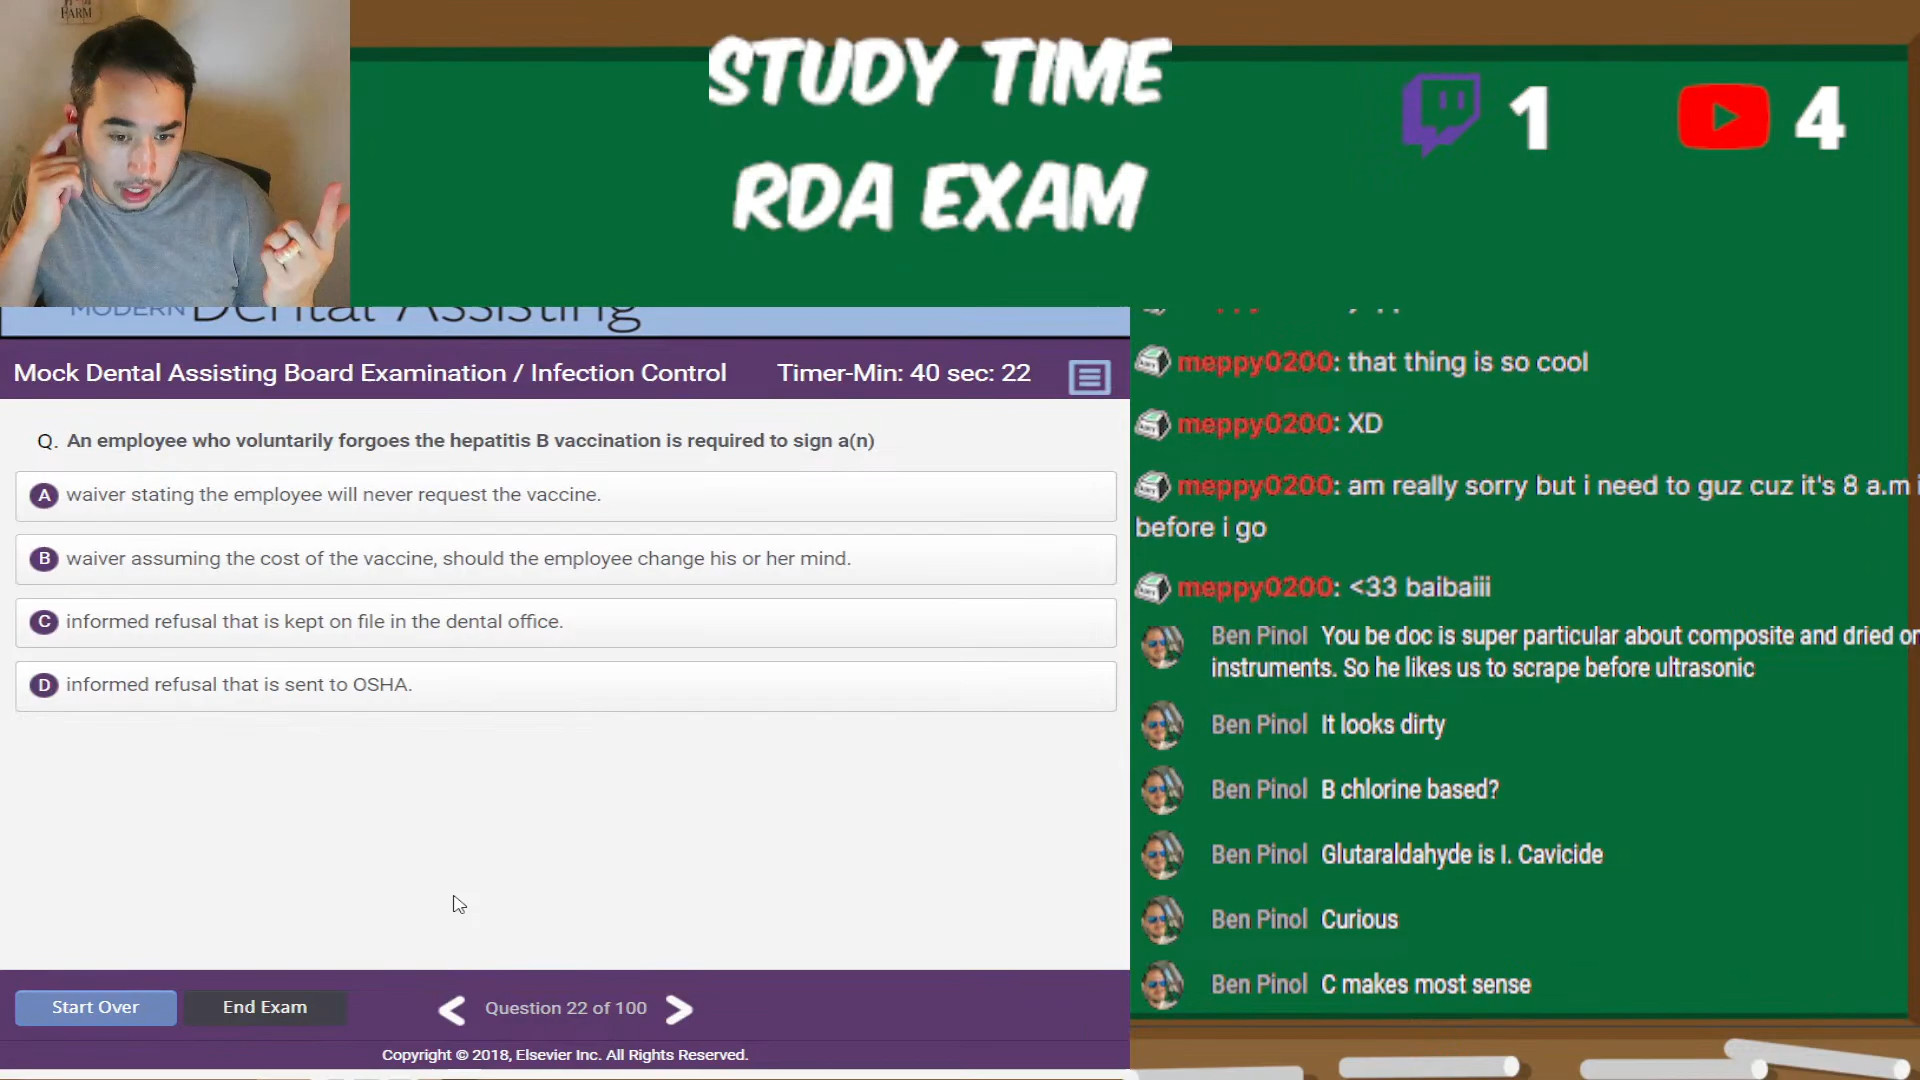 FARM
STUDY TIME
RDA EXAM
1
4
MODERN Dental Assisting
Mock Dental Assisting Board Examination / Infection Control
Timer-Min: 40 sec: 22
Q. An employee who voluntarily forgoes the hepatitis B vaccination is required to sign a(n)
A waiver stating the employee will never request the vaccine.
B waiver assuming the cost of the vaccine, should the employee change his or her mind.
C informed refusal that is kept on file in the dental office.
D informed refusal that is sent to OSHA.
Start Over
End Exam
Question 22 of 100
Copyright © 2018, Elsevier Inc. All Rights Reserved.
meppy0200: that thing is so cool
meppy0200: XD
meppy0200: am really sorry but i need to guz cuz it's 8 a.m i
before i go
meppy0200: <33 baibaiii
Ben Pinol You be doc is super particular about composite and dried on
instruments. So he likes us to scrape before ultrasonic
Ben Pinol It looks dirty
Ben Pinol B chlorine based?
Ben Pinol Glutaraldahyde is I. Cavicide
Ben Pinol Curious
Ben Pinol C makes most sense